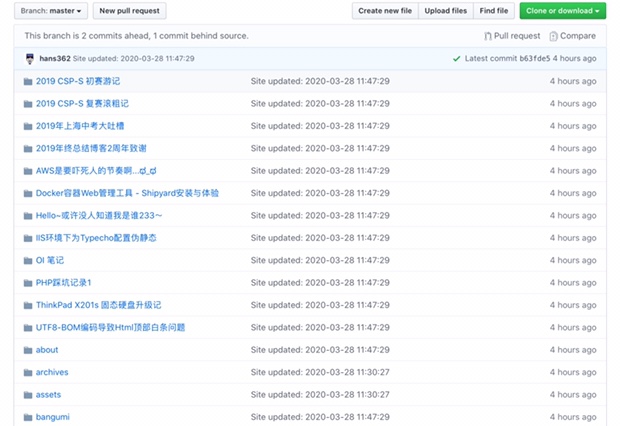 Branch: master
New pull request
Create new file
Upload files
Find file
Clone or download
This branch is 2 commits ahead, 1 commit behind source.
Pull request
Compare
hans362 Site updated: 2020-03-28 11:47:29
Latest commit b63fde5 4 hours ago
2019 CSP-S 初赛游记 Site updated: 2020-03-28 11:47:29 4 hours ago
2019 CSP-S 复赛滚粗记 Site updated: 2020-03-28 11:47:29 4 hours ago
2019年上海中考大吐槽 Site updated: 2020-03-28 11:47:29 4 hours ago
2019年终总结博客2周年致谢 Site updated: 2020-03-28 11:47:29 4 hours ago
AWS是要吓死人的节奏啊...ಥ_ಥ Site updated: 2020-03-28 11:47:29 4 hours ago
Docker容器Web管理工具 - Shipyard安装与体验 Site updated: 2020-03-28 11:47:29 4 hours ago
Hello~或许没人知道我是谁233～ Site updated: 2020-03-28 11:47:29 4 hours ago
IIS环境下为Typecho配置伪静态 Site updated: 2020-03-28 11:47:29 4 hours ago
OI 笔记 Site updated: 2020-03-28 11:47:29 4 hours ago
PHP踩坑记录1 Site updated: 2020-03-28 11:47:29 4 hours ago
ThinkPad X201s 固态硬盘升级记 Site updated: 2020-03-28 11:47:29 4 hours ago
UTF8-BOM编码导致Html顶部白条问题 Site updated: 2020-03-28 11:47:29 4 hours ago
about Site updated: 2020-03-28 11:47:29 4 hours ago
archives Site updated: 2020-03-28 11:30:27 4 hours ago
assets Site updated: 2020-03-28 11:30:27 4 hours ago
bangumi Site updated: 2020-03-28 11:47:29 4 hours ago